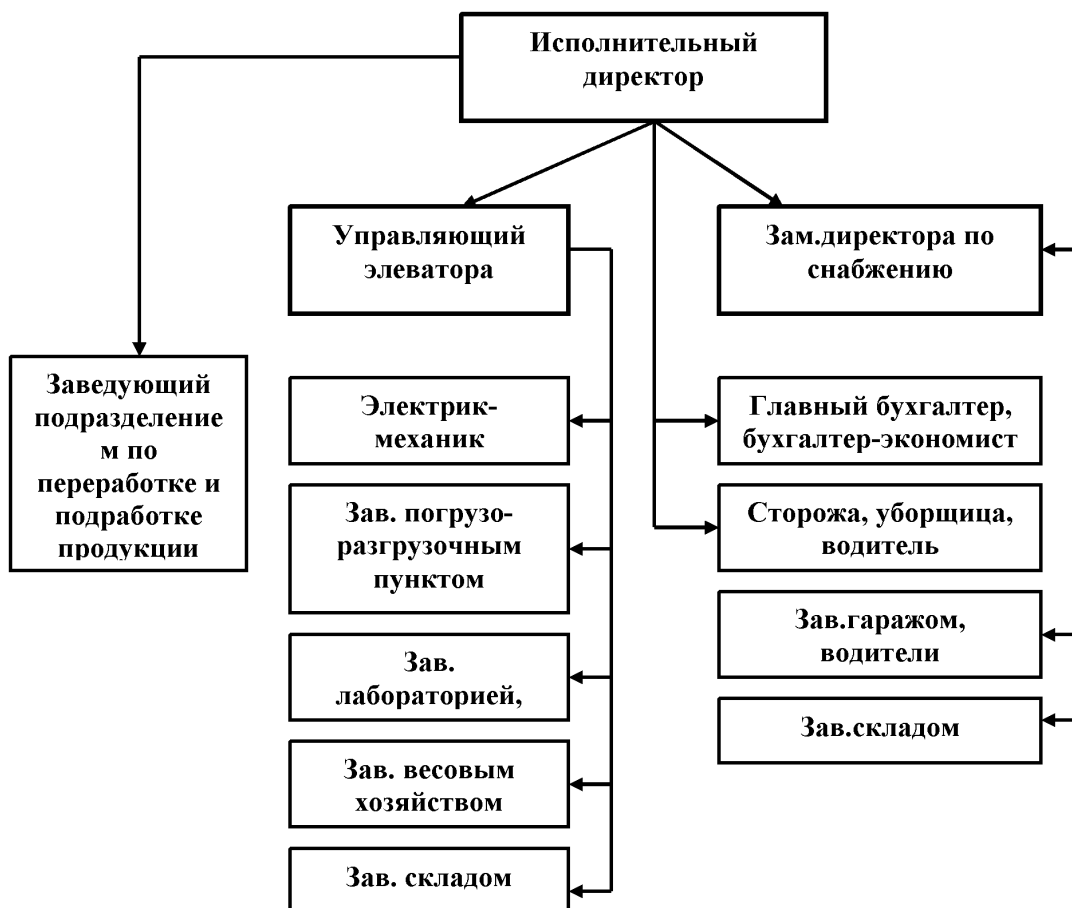 Исполнительный
директор
Управляющий
элеватора
Зам.директора по
снабжению
Заведующий
подразделение
м по
переработке и
подработке
продукции
Электрик-
механик
Главный бухгалтер,
бухгалтер-экономист
Зав. погрузо-
разгрузочным
пунктом
Сторожа, уборщица,
водитель
Зав.гаражом,
водители
Зав.
лабораторией,
Зав.складом
Зав. весовым
хозяйством
Зав. складом